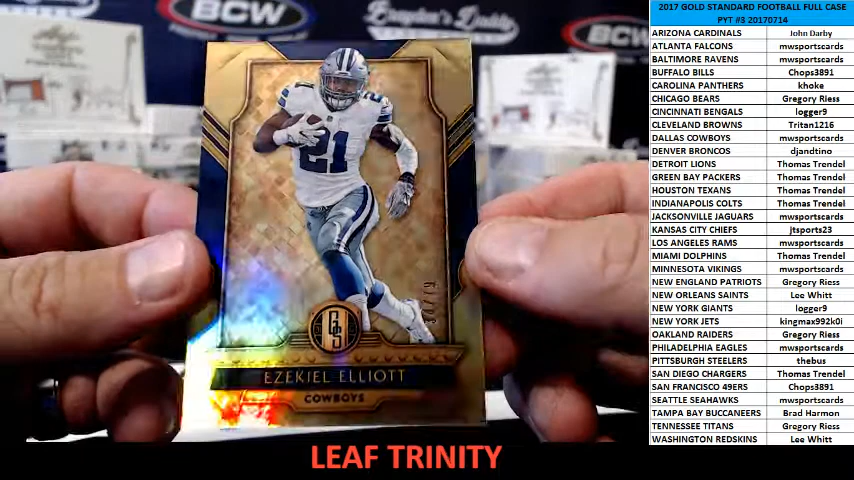 2017 GOLD STANDARD FOOTBALL FULL CASE
PYT #3 20170714
ARIZONA CARDINALS John Darby
ATLANTA FALCONS mwsportscards
BALTIMORE RAVENS mwsportscards
BUFFALO BILLS Chops3891
CAROLINA PANTHERS khoke
CHICAGO BEARS Gregory Riess
CINCINNATI BENGALS logger9
CLEVELAND BROWNS Tritan1216
DALLAS COWBOYS mwsportscards
DENVER BRONCOS djandtino
DETROIT LIONS Thomas Trendel
GREEN BAY PACKERS Thomas Trendel
HOUSTON TEXANS Thomas Trendel
INDIANAPOLIS COLTS Thomas Trendel
JACKSONVILLE JAGUARS mwsportscards
KANSAS CITY CHIEFS jtsports23
LOS ANGELES RAMS mwsportscards
MIAMI DOLPHINS Thomas Trendel
MINNESOTA VIKINGS mwsportscards
NEW ENGLAND PATRIOTS Gregory Riess
NEW ORLEANS SAINTS Lee Whitt
NEW YORK GIANTS logger9
NEW YORK JETS kingmax992k0i
OAKLAND RAIDERS Gregory Riess
PHILADELPHIA EAGLES mwsportscards
PITTSBURGH STEELERS thebus
SAN DIEGO CHARGERS Thomas Trendel
SAN FRANCISCO 49ERS Chops3891
SEATTLE SEAHAWKS mwsportscards
TAMPA BAY BUCCANEERS Brad Harmon
TENNESSEE TITANS Gregory Riess
WASHINGTON REDSKINS Lee Whitt
BCW
Brayden's Daddy
BCW
21
21
GS
EZEKIEL ELLIOTT
COWBOYS
LEAF TRINITY